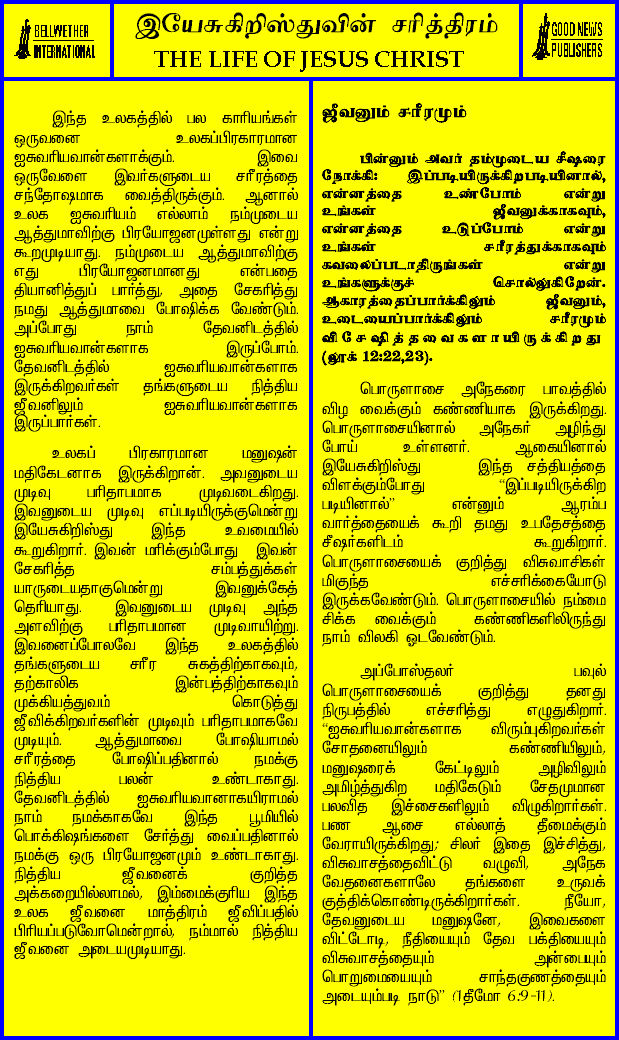 BELLWETHER
INTERNATIONAL
இயேசுகிறிஸ்துவின் சரித்திரம்
THE LIFE OF JESUS CHRIST
GOOD NEWS
PUBLISHERS
இந்த உலகத்தில் பல காரியங்கள்
ஒருவனை உலகப்பிரகாரமான
ஐசுவரியவான்களாக்கும். இவை
ஒருவேளை இவர்களுடைய சரீரத்தை
சந்தோஷமாக வைத்திருக்கும். ஆனால்
உலக ஐசுவரியம் எல்லாம் நம்முடைய
ஆத்துமாவிற்கு பிரயோஜனமுள்ளது என்று
கூறமுடியாது. நம்முடைய ஆத்துமாவுக்கு
எது பிரயோஜனமானது என்பதை
தியானித்துப் பார்த்து, அதை சேகரித்து
நமது ஆத்துமாவை போஷிக்க வேண்டும்.
அப்போது நாம் தேவனிடத்தில்
ஐசுவரியவான்களாக இருப்போம்.
தேவனிடத்தில் ஐசுவரியவான்களாக
இருக்கிறவர்கள் தங்களுடைய நித்திய
ஜீவனிலும் ஐசுவரியவான்களாக
இருப்பார்கள்.
உலகப் பிரகாரமான மனுஷன்
மதிகேடனாக இருக்கிறான். அவனுடைய
முடிவு பரிதாபமாக முடிவடைகிறது.
இவனுடைய முடிவு எப்படியிருக்குமென்று
இயேசுகிறிஸ்து இந்த உவமையில்
கூறுகிறார். இவன் மரிக்கும்போது இவன்
சேகரித்த சம்பத்துக்கள்
யாருடையதாகுமென்று இவனுக்கேத்
தெரியாது. இவனுடைய முடிவு அந்த
அளவிற்கு பரிதாபமான முடிவாயிற்று.
இவனைப்போலவே இந்த உலகத்தில்
தங்களுடைய சரீர சுகத்திற்காகவும்,
தற்காலிக இன்பத்திற்காகவும்
முக்கியத்துவம் கொடுத்து
ஜீவிக்கிறவர்களின் முடிவும் பரிதாபமாகவே
முடியும். ஆத்துமாவை போஷியாமல்
சரீரத்தை போஷிப்பதினால் நமக்கு
நித்திய பலன் உண்டாகாது.
தேவனிடத்தில் ஐசுவரியவானாகயிராமல்
நாம் நமக்காகவே இந்த பூமியில்
பொக்கிஷங்களை சேர்த்து வைப்பதினால்
நமக்கு ஒரு பிரயோஜனமும் உண்டாகாது.
நித்திய ஜீவனைக் குறித்த
அக்கறையில்லாமல், இம்மைக்குரிய இந்த
உலக ஜீவனை மாத்திரம் ஜீவிப்பதில்
பிரியப்படுவோமென்றால், நம்மால் நித்திய
ஜீவனை அடையமுடியாது.
ஜீவனும் சரீரமும்
பின்னும் அவர் தம்முடைய சீஷரை
நோக்கி: இப்படியிருக்கிறபடியினால்,
என்னத்தை உண்போம் என்று
உங்கள் ஜீவனுக்காகவும்,
என்னத்தை உடுப்போம் என்று
உங்கள் சரீரத்துக்காகவும்
கவலைப்படாதிருங்கள் என்று
உங்களுக்குச் சொல்லுகிறேன்.
ஆகாரத்தைப்பார்க்கிலும் ஜீவனும்,
உடையைப்பார்க்கிலும் சரீரமும்
விசேஷித்தவைகளாயிருக்கிறது
(லூக் 12:22,23).
பொருளாசை அநேகரை பாவத்தில்
விழ வைக்கும் கண்ணியாக இருக்கிறது.
பொருளாசையினால் அநேகர் அழிந்து
போய் உள்ளனர். ஆகையினால்
இயேசுகிறிஸ்து இந்த சத்தியத்தை
விளக்கும்போது “இப்படியிருக்கிற
படியினால்” என்னும் ஆரம்ப
வார்த்தையைக் கூறி தமது உபதேசத்தை
சீஷர்களிடம் கூறுகிறார்.
பொருளாசையைக் குறித்து விசுவாசிகள்
மிகுந்த எச்சரிக்கையோடு
இருக்கவேண்டும். பொருளாசையில் நம்மை
சிக்க வைக்கும் கண்ணிகளிலிருந்து
நாம் விலகி ஓடவேண்டும்.
அப்போஸ்தலர் பவுல்
பொருளாசையைக் குறித்து தனது
நிருபத்தில் எச்சரித்து எழுதுகிறார்.
“ஐசுவரியவான்களாக விரும்புகிறவர்கள்
சோதனையிலும் கண்ணியிலும்,
மனுஷரைக் கேட்டிலும் அழிவிலும்
அமிழ்த்துகிற மதிகேடும் சேதமுமான
பலவித இச்சைகளிலும் விழுகிறார்கள்.
பண ஆசை எல்லாத் தீமைக்கும்
வேராயிருக்கிறது; சிலர் இதை இச்சித்து,
விசுவாசத்தைவிட்டு வழுவி, அநேக
வேதனைகளாலே தங்களை உருவக்
குத்திக்கொண்டிருக்கிறார்கள். நீயோ,
தேவனுடைய மனுஷனே, இவைகளை
விட்டோடி, நீதியையும் தேவ பக்தியையும்
விசுவாசத்தையும் அன்பையும்
பொறுமையையும் சாந்தகுணத்தையும்
அடையும்படி நாடு” (1தீமோ 6:9-11).